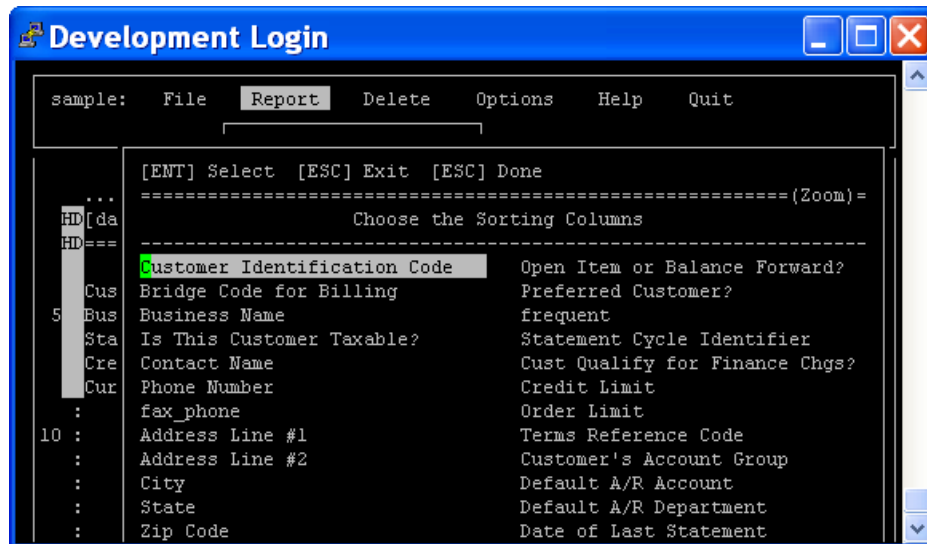 Development Login
sample: File Report Delete Options Help Quit
[ENT] Select [ESC] Exit [ESC] Done
... ============================================================(Zoom)=
HD[da Choose the Sorting Columns
HD=== --------------------------------------------------------------------
Customer Identification Code Open Item or Balance Forward?
Cus Bridge Code for Billing Preferred Customer?
5 Bus Business Name frequent
Sta Is This Customer Taxable? Statement Cycle Identifier
Cre Contact Name Cust Qualify for Finance Chgs?
Cur Phone Number Credit Limit
: fax_phone Order Limit
10 : Address Line #1 Terms Reference Code
: Address Line #2 Customer's Account Group
: City Default A/R Account
: State Default A/R Department
: Zip Code Date of Last Statement